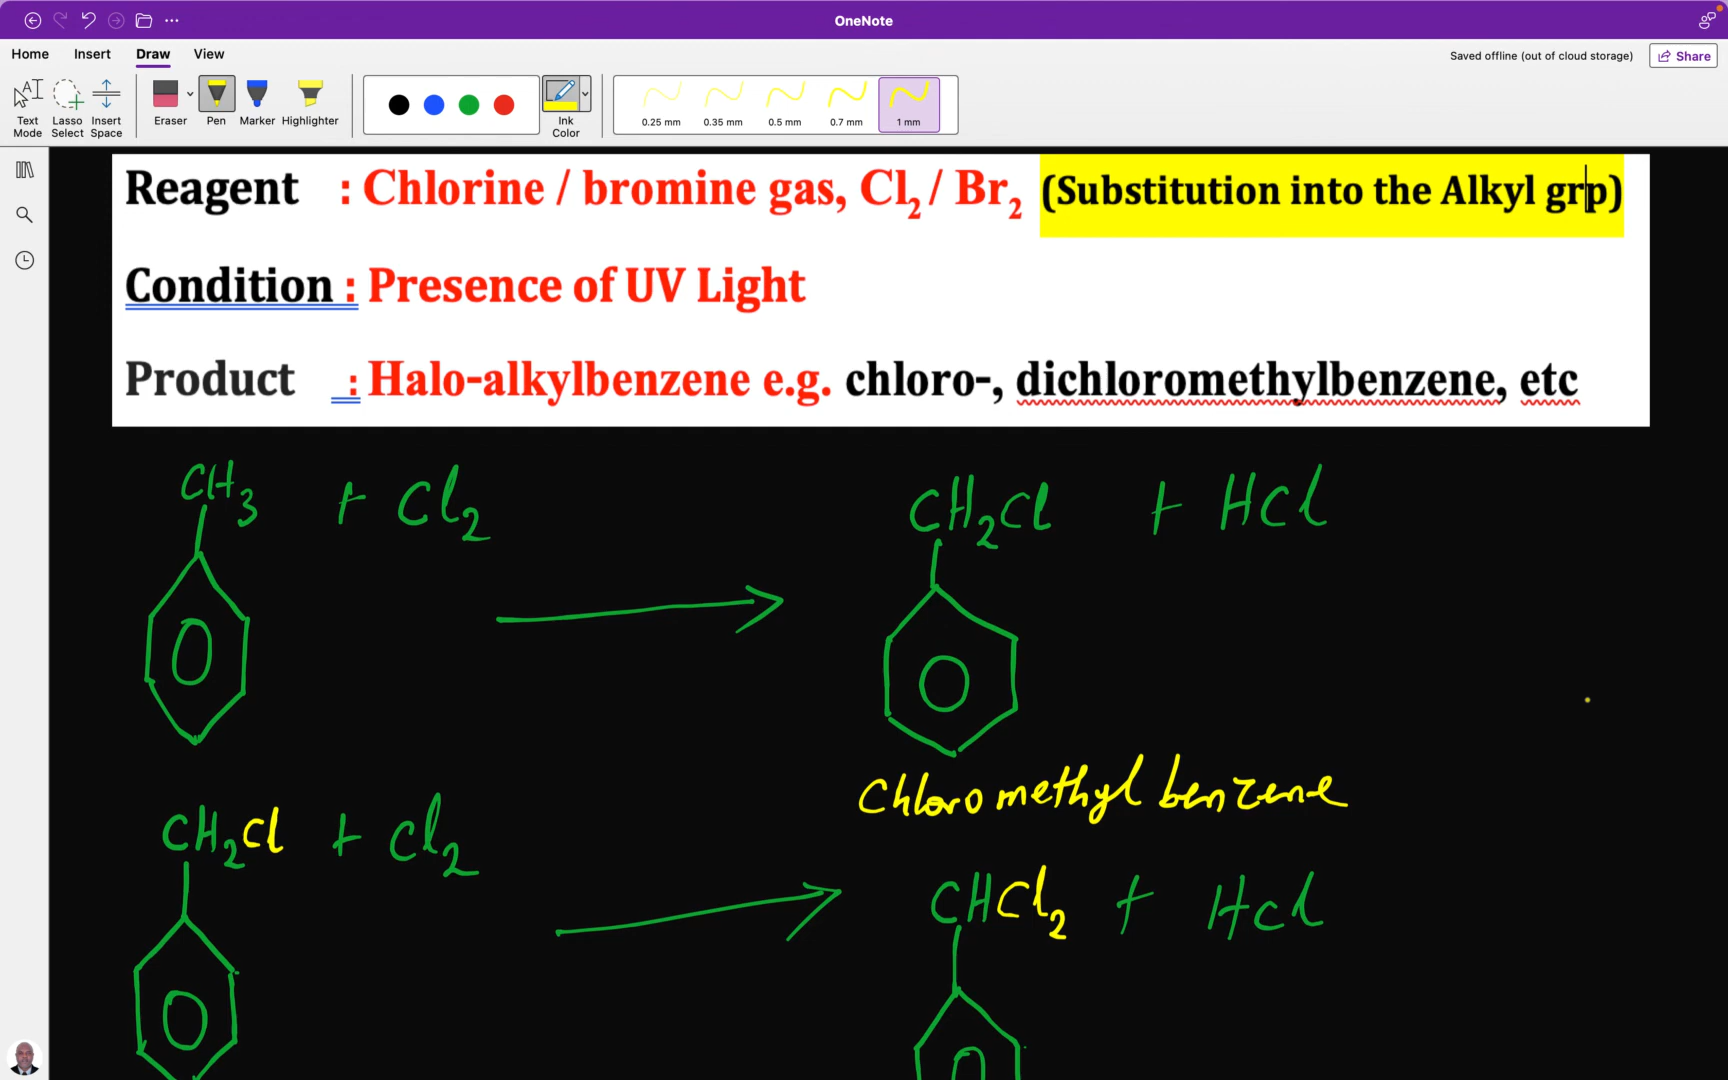 OneNote
Home Insert Draw View
Saved offline (out of cloud storage) Share
Text Mode
Lasso Select
Insert Space
Eraser
Pen
Marker
Highlighter
Ink Color
0.25 mm 0.35 mm 0.5 mm 0.7 mm 1 mm
Reagent : Chlorine / bromine gas, Cl₂ / Br₂ (Substitution into the Alkyl grp)
Condition : Presence of UV Light
Product : Halo-alkylbenzene e.g. chloro-, dichloromethylbenzene, etc
CH₃ + Cl₂ CH₂Cl + HCl
Chloromethyl benzene
CH₂Cl + Cl₂ CHCl₂ + HCl